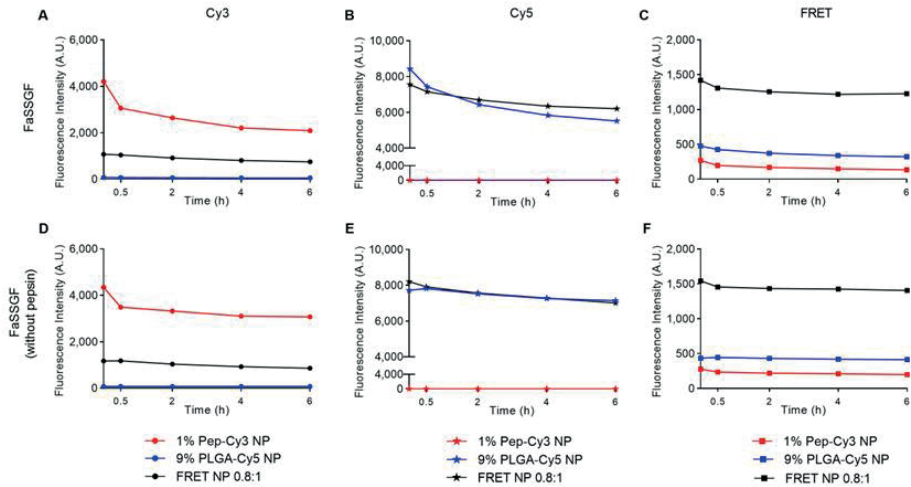 A Cy3
B Cy5
C FRET
FaSSGF
Fluorescence Intensity (A.U.)
6,000
4,000
2,000
0
0.5 2 4 6
Time (h)
Fluorescence Intensity (A.U.)
10,000
8,000
6,000
4,000
4,000
0
0.5 2 4 6
Time (h)
Fluorescence Intensity (A.U.)
2,000
1,500
1,000
500
0
0.5 2 4 6
Time (h)
D
E
F
FaSSGF
(without pepsin)
Fluorescence Intensity (A.U.)
6,000
4,000
2,000
0
0.5 2 4 6
Time (h)
Fluorescence Intensity (A.U.)
10,000
8,000
6,000
4,000
4,000
0
0.5 2 4 6
Time (h)
Fluorescence Intensity (A.U.)
2,000
1,500
1,000
500
0
0.5 2 4 6
Time (h)
1% Pep-Cy3 NP
9% PLGA-Cy5 NP
FRET NP 0.8:1
1% Pep-Cy3 NP
9% PLGA-Cy5 NP
FRET NP 0.8:1
1% Pep-Cy3 NP
9% PLGA-Cy5 NP
FRET NP 0.8:1